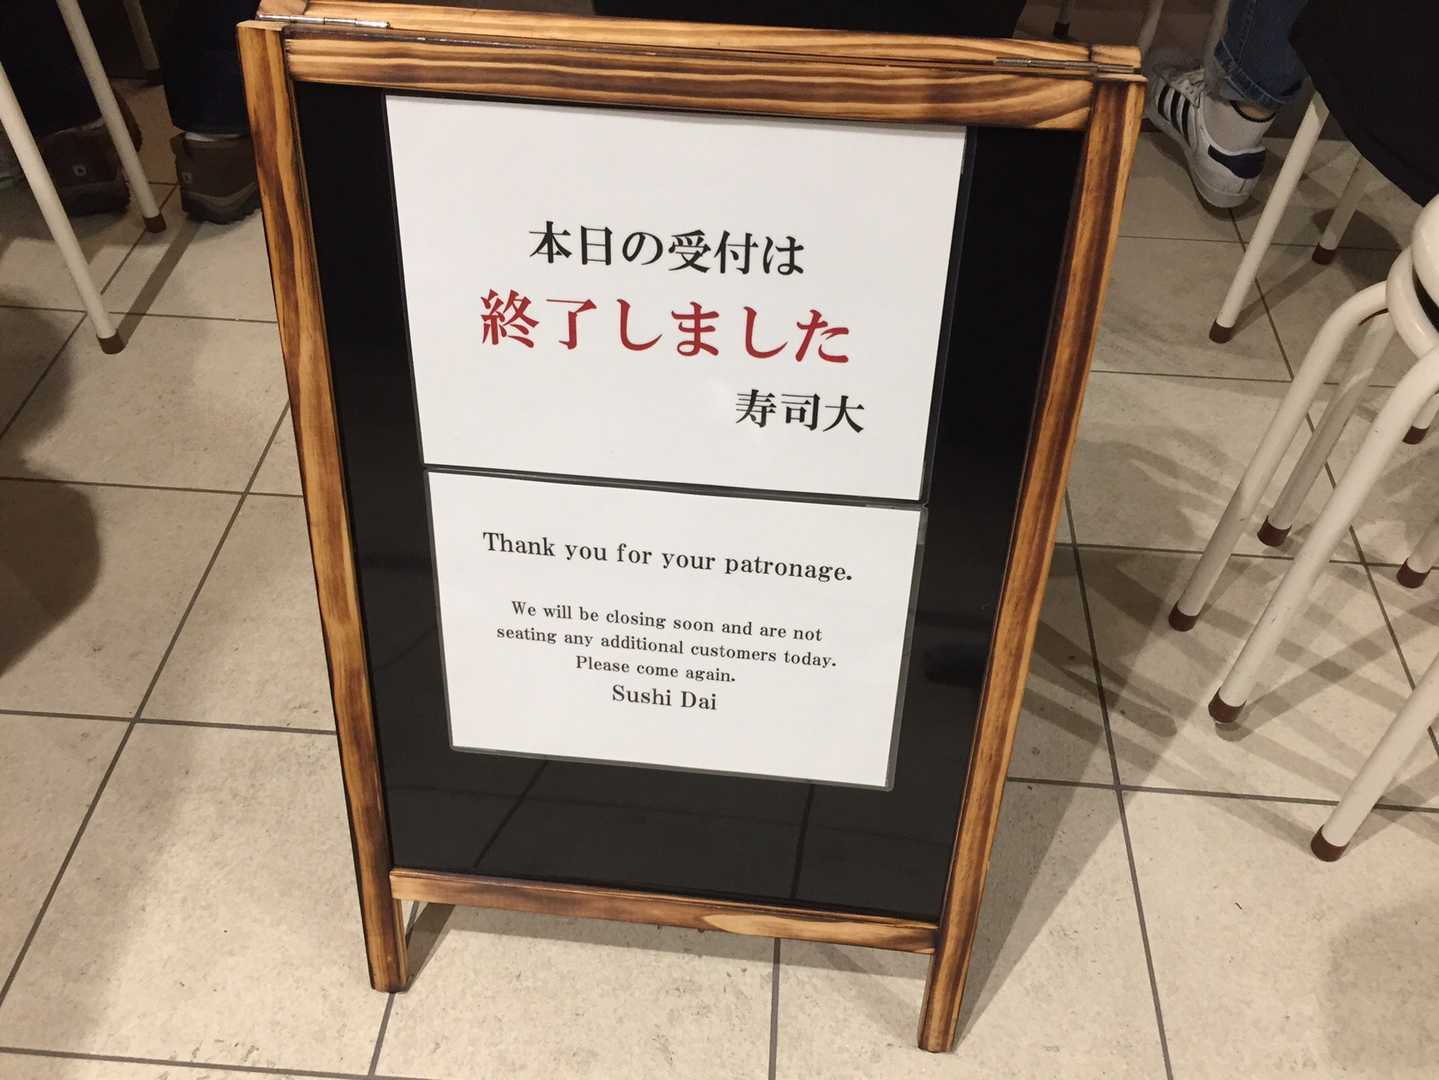 本日の受付は
終了しました
寿司大
Thank you for your patronage.
We will be closing soon and are not
seating any additional customers today.
Please come again.
Sushi Dai